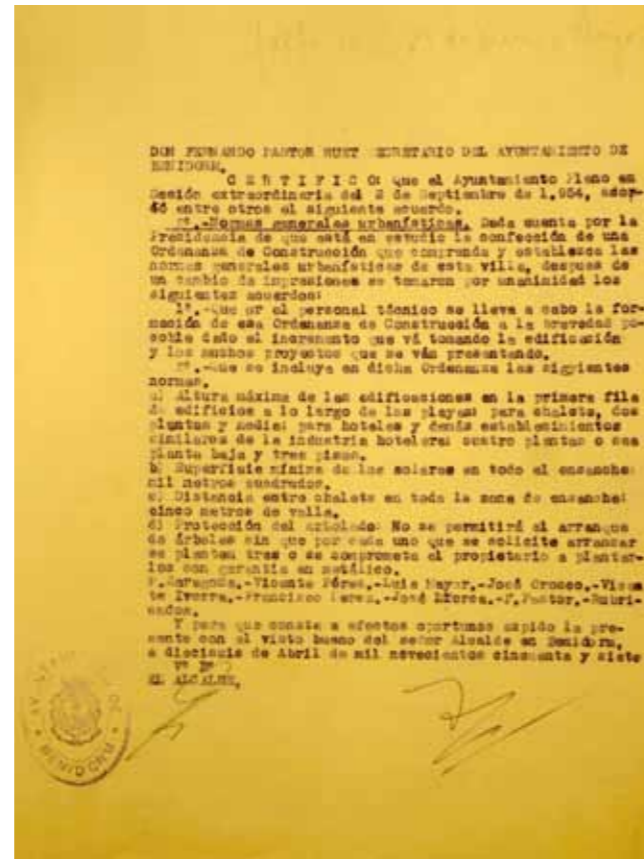 DON FERNANDO PASTOR HUET SECRETARIO DEL AYUNTAMIENTO DE
BENIDORM,
C E R T I F I C O: que el Ayuntamiento Pleno en
Sesión extraordinaria del 2 de Septiembre de 1.954, acor-
dó entre otros el siguiente acuerdo.
-Normas generales urbanísticas. Dada cuenta por la
Presidencia de que está en estudio la confección de una
Ordenanza de Construcción que comprenda y establezca las
normas generales urbanísticas de esta villa, despues de
un cambio de impresiones se tomaron por unanimidad los
siguientes acuerdos:
1º.-Que el personal técnico se lleva a cabo la for-
mación de esa Ordenanza de Construcción a la brevedad po-
sible dado el incremento que vá tomando la edificación
y los muchos proyectos que se ván presentando.
2º.-Que se incluya en dicha Ordenanza las siguientes
normas.
a) Altura máxima de las edificaciones en la primera fila
de edificios a lo largo de las playas: para chalets, dos
plantas y media: para hoteles y demás establecimientos
similares de la industria hotelera: cuatro plantas o sea
planta baja y tres pisos.
b) Superficie mínima de los solares en todo el ensanche:
mil metros cuadrados.
c) Distancia entre chalets en toda la zona de ensanche:
cinco metros de valla.
d) Protección del arbolado: No se permitirá el arranque
de árboles sin que por cada uno que se solicite arrancar
se planten tres o se comprometa el propietario a plantar-
los con garantía en metálico.
P.Zaragoza.-Vicente Pérez.-Luis Mayor.-José Orozco.-Vicen
te Ivorra.-Francisco -José Llorca.-F.Pastor.-Rubri-
cados.
Y para que conste a efectos oportunos expido la pre-
sente con el visto bueno del señor Alcalde en Benidorm,
a dieciseis de Abril de mil novecientos cincuenta y siete
Vº Bº
EL ALCALDE,
BENIDORM